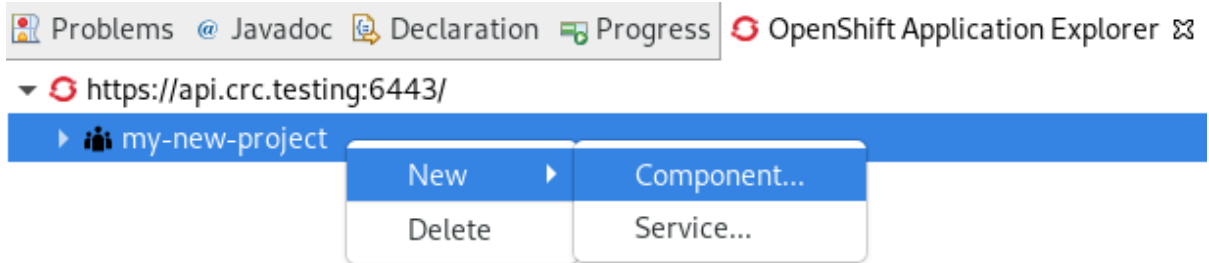 Problems @ Javadoc Declaration Progress OpenShift Application Explorer
https://api.crc.testing:6443/
my-new-project
New Component...
Delete Service...